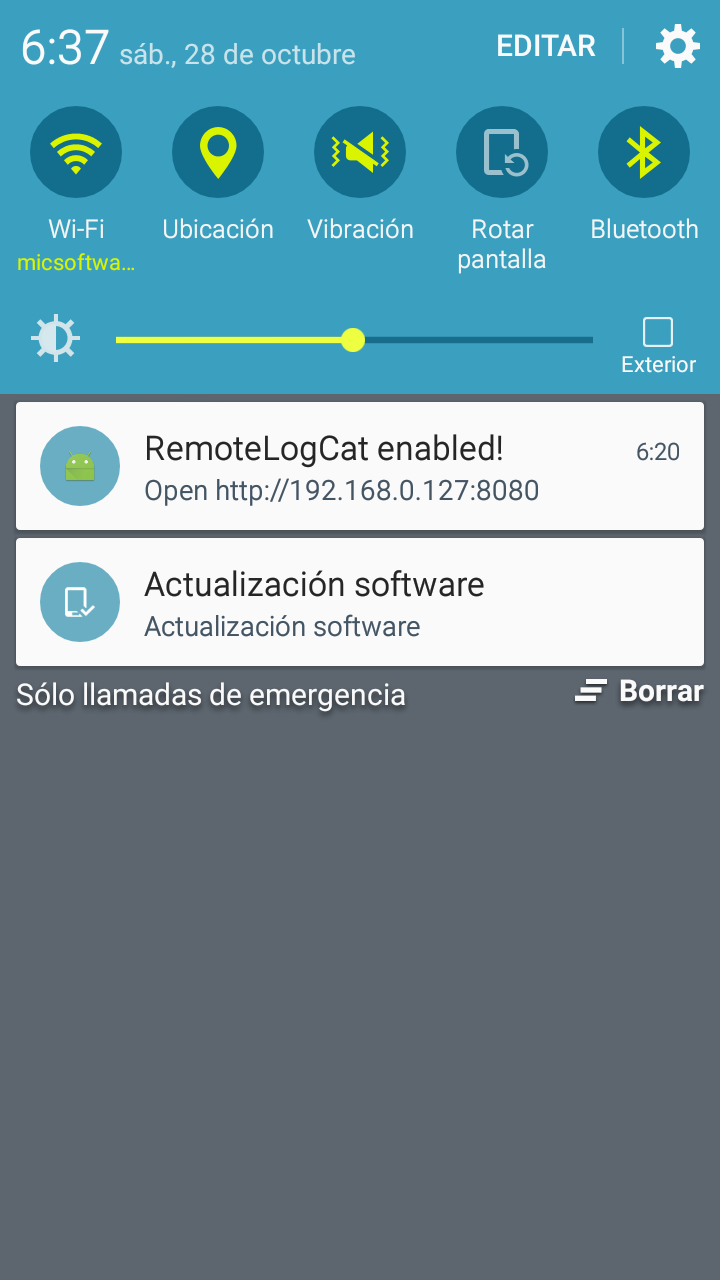 6:37 sáb., 28 de octubre EDITAR
Wi-Fi Ubicación Vibración Rotar pantalla Bluetooth
micsoftwa...
Exterior
RemoteLogCat enabled! 6:20
Open http://192.168.0.127:8080
Actualización software
Actualización software
Sólo llamadas de emergencia Borrar